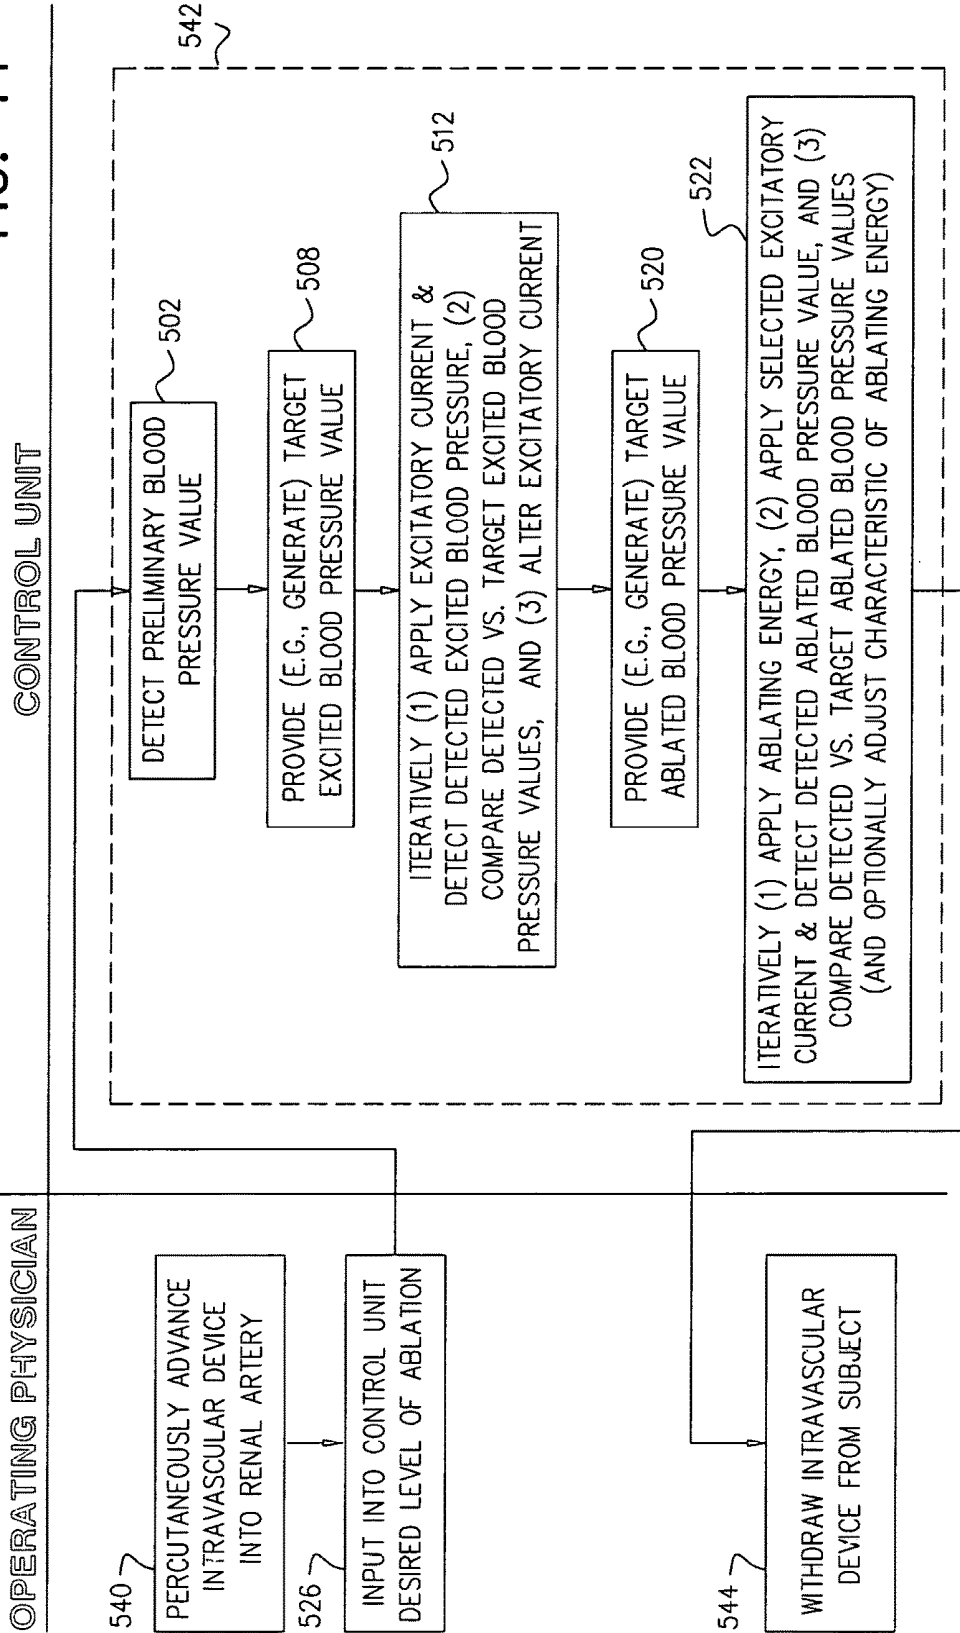 OPERATING PHYSICIAN
CONTROL UNIT
540
PERCUTANEOUSLY ADVANCE
INTRAVASCULAR DEVICE
INTO RENAL ARTERY
526
INPUT INTO CONTROL UNIT
DESIRED LEVEL OF ABLATION
542
DETECT PRELIMINARY BLOOD
PRESSURE VALUE
502
PROVIDE (E.G., GENERATE) TARGET
EXCITED BLOOD PRESSURE VALUE
508
ITERATIVELY (1) APPLY EXCITATORY CURRENT &
DETECT DETECTED EXCITED BLOOD PRESSURE, (2)
COMPARE DETECTED VS. TARGET EXCITED BLOOD
PRESSURE VALUES, AND (3) ALTER EXCITATORY CURRENT
512
PROVIDE (E.G., GENERATE) TARGET
ABLATED BLOOD PRESSURE VALUE
520
ITERATIVELY (1) APPLY ABLATING ENERGY, (2) APPLY SELECTED EXCITATORY
CURRENT & DETECT DETECTED ABLATED BLOOD PRESSURE VALUE, AND (3)
COMPARE DETECTED VS. TARGET ABLATED BLOOD PRESSURE VALUES
(AND OPTIONALLY ADJUST CHARACTERISTIC OF ABLATING ENERGY)
522
544
WITHDRAW INTRAVASCULAR
DEVICE FROM SUBJECT